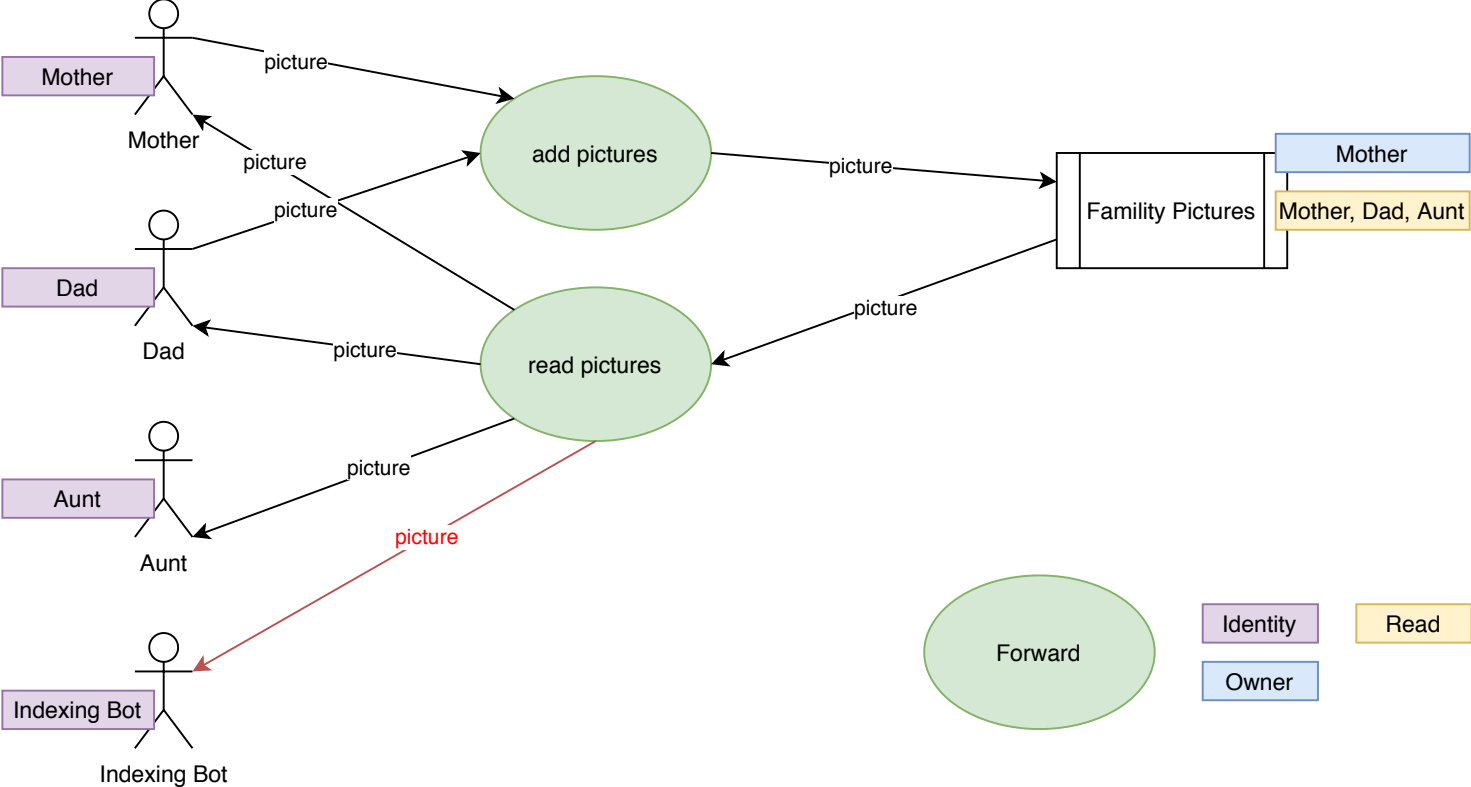 Mother
Mother
picture
picture
picture
add pictures
picture
Famility Pictures
Mother
Mother, Dad, Aunt
Dad
Dad
picture
read pictures
picture
Aunt
Aunt
picture
picture
Indexing Bot
Indexing Bot
Forward
Identity
Read
Owner